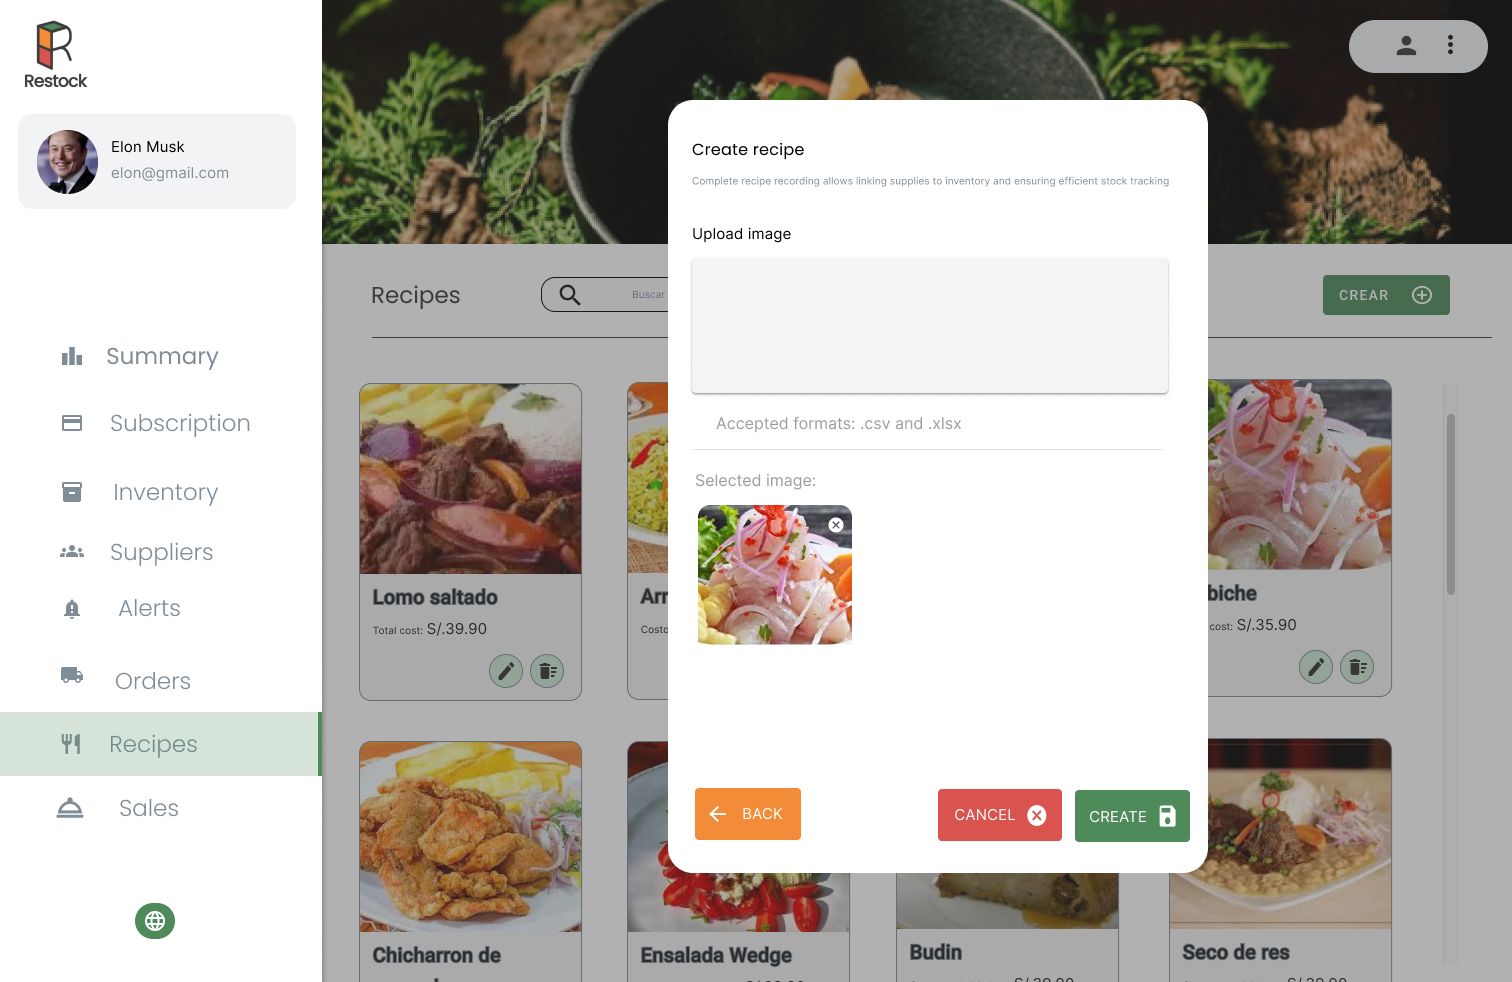 Restock
Elon Musk
elon@gmail.com
Summary
Subscription
Inventory
Suppliers
Alerts
Orders
Recipes
Sales
Recipes
Buscar
CREAR
Create recipe
Complete recipe recording allows linking supplies to inventory and ensuring efficient stock tracking
Upload image
Accepted formats: .csv and .xlsx
Selected image:
BACK
CANCEL
CREATE
Lomo saltado
Total cost: S/.39.90
Arr
Costo
biche
cost: S/.35.90
Chicharron de
Ensalada Wedge
Budin
Seco de res